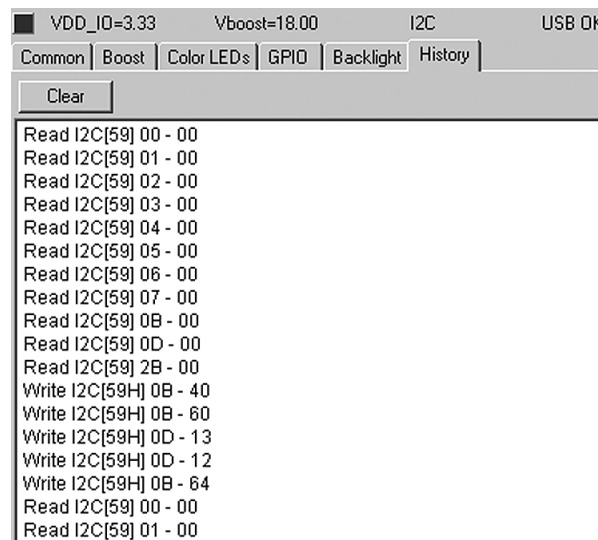 VDD_IO=3.33 Vboost=18.00 I2C USB OK
Common Boost Color LEDs GPIO Backlight History
Clear
Read I2C[59] 00 - 00
Read I2C[59] 01 - 00
Read I2C[59] 02 - 00
Read I2C[59] 03 - 00
Read I2C[59] 04 - 00
Read I2C[59] 05 - 00
Read I2C[59] 06 - 00
Read I2C[59] 07 - 00
Read I2C[59] 0B - 00
Read I2C[59] 0D - 00
Read I2C[59] 2B - 00
Write I2C[59H] 0B - 40
Write I2C[59H] 0B - 60
Write I2C[59H] 0D - 13
Write I2C[59H] 0D - 12
Write I2C[59H] 0B - 64
Read I2C[59] 00 - 00
Read I2C[59] 01 - 00